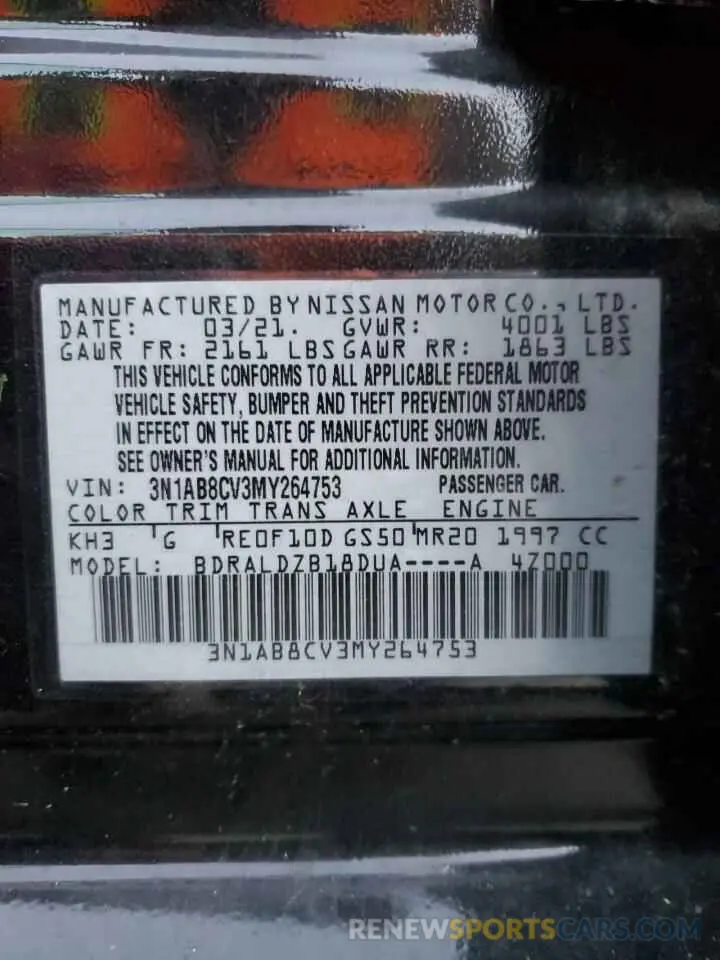 MANUFACTURED BY NISSAN MOTOR CO., LTD.
DATE: 03/21. GVWR: 4001 LBS
GAWR FR: 2161 LBS GAWR RR: 1863 LBS
THIS VEHICLE CONFORMS TO ALL APPLICABLE FEDERAL MOTOR
VEHICLE SAFETY, BUMPER AND THEFT PREVENTION STANDARDS
IN EFFECT ON THE DATE OF MANUFACTURE SHOWN ABOVE.
SEE OWNER'S MANUAL FOR ADDITIONAL INFORMATION.
VIN: 3N1AB8CV3MY264753 PASSENGER CAR.
COLOR TRIM TRANS AXLE ENGINE
KH3 G RE0F10D GS50 MR20 1997 CC
MODEL: BDRALDZB18DUA----A 4Z000
3N1AB8CV3MY264753
RENEWSPORTSCARS.COM